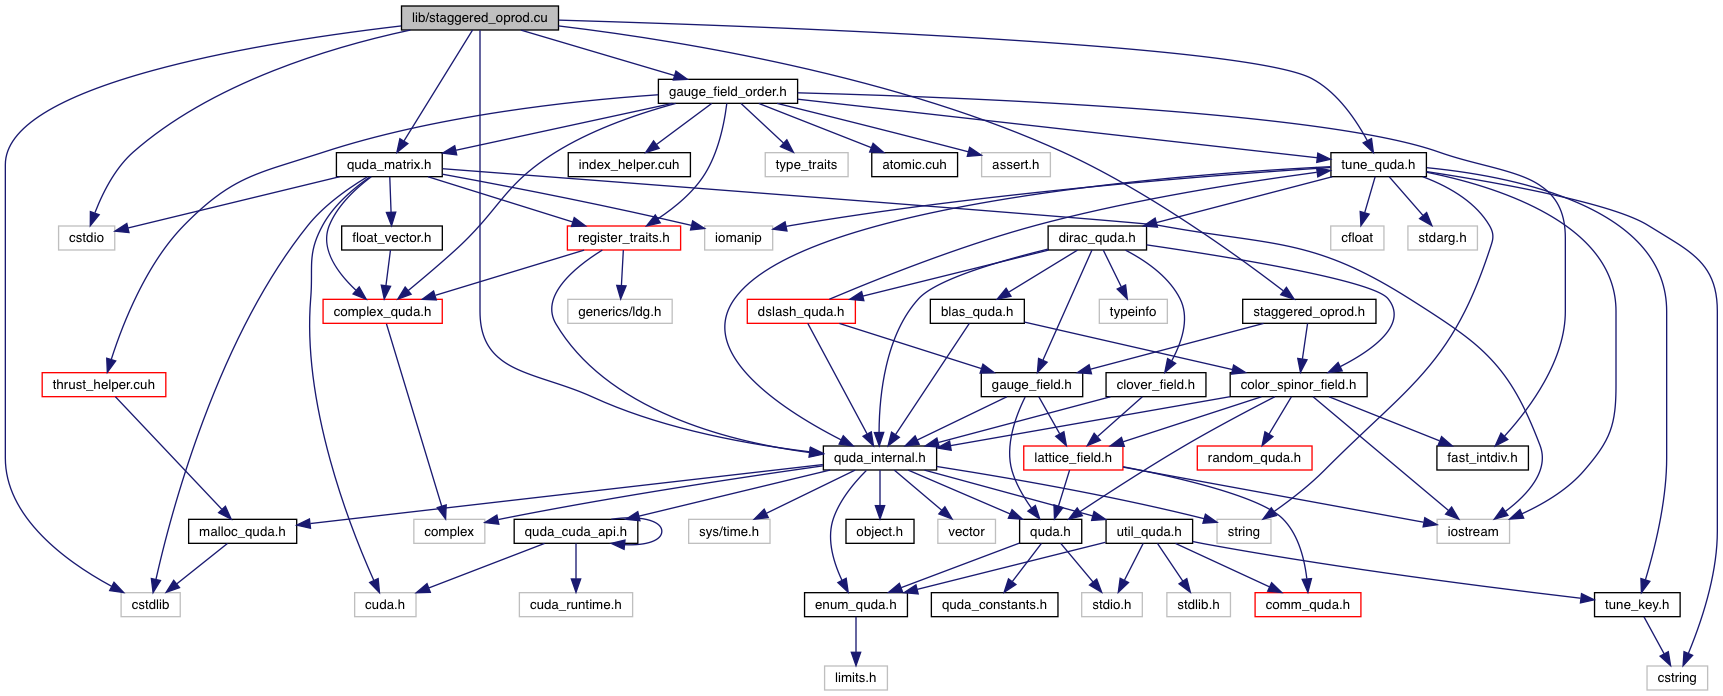 lib/staggered_oprod.cu
gauge_field_order.h
quda_matrix.h
index_helper.cuh
type_traits
atomic.cuh
assert.h
tune_quda.h
cstdio
float_vector.h
register_traits.h
iomanip
dirac_quda.h
cfloat
stdarg.h
complex_quda.h
generics/ldg.h
dslash_quda.h
blas_quda.h
typeinfo
staggered_oprod.h
thrust_helper.cuh
gauge_field.h
clover_field.h
color_spinor_field.h
quda_internal.h
lattice_field.h
random_quda.h
fast_intdiv.h
malloc_quda.h
complex
quda_cuda_api.h
sys/time.h
object.h
vector
quda.h
util_quda.h
string
iostream
cstdlib
cuda.h
cuda_runtime.h
enum_quda.h
quda_constants.h
stdio.h
stdlib.h
comm_quda.h
tune_key.h
limits.h
cstring